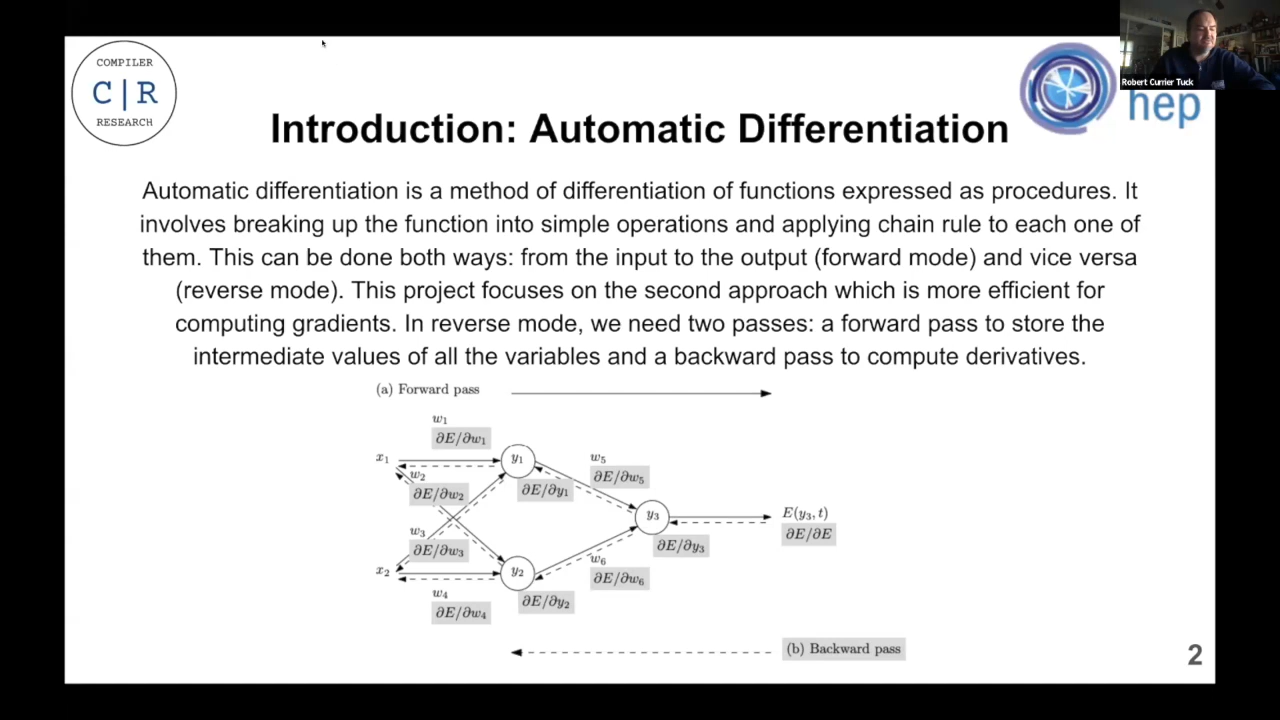 COMPILER
C|R
RESEARCH
Robert Currier Tuck
hep
Introduction: Automatic Differentiation
Automatic differentiation is a method of differentiation of functions expressed as procedures. It
involves breaking up the function into simple operations and applying chain rule to each one of
them. This can be done both ways: from the input to the output (forward mode) and vice versa
(reverse mode). This project focuses on the second approach which is more efficient for
computing gradients. In reverse mode, we need two passes: a forward pass to store the
intermediate values of all the variables and a backward pass to compute derivatives.
(a) Forward pass
w₁
∂E/∂w₁
x₁
y₁
w₅
w₂
∂E/∂w₅
∂E/∂w₂
∂E/∂y₁
y₃
E(y₃, t)
∂E/∂E
w₃
∂E/∂w₃
∂E/∂y₃
w₆
x₂
y₂
∂E/∂w₆
w₄
∂E/∂y₂
∂E/∂w₄
(b) Backward pass
2